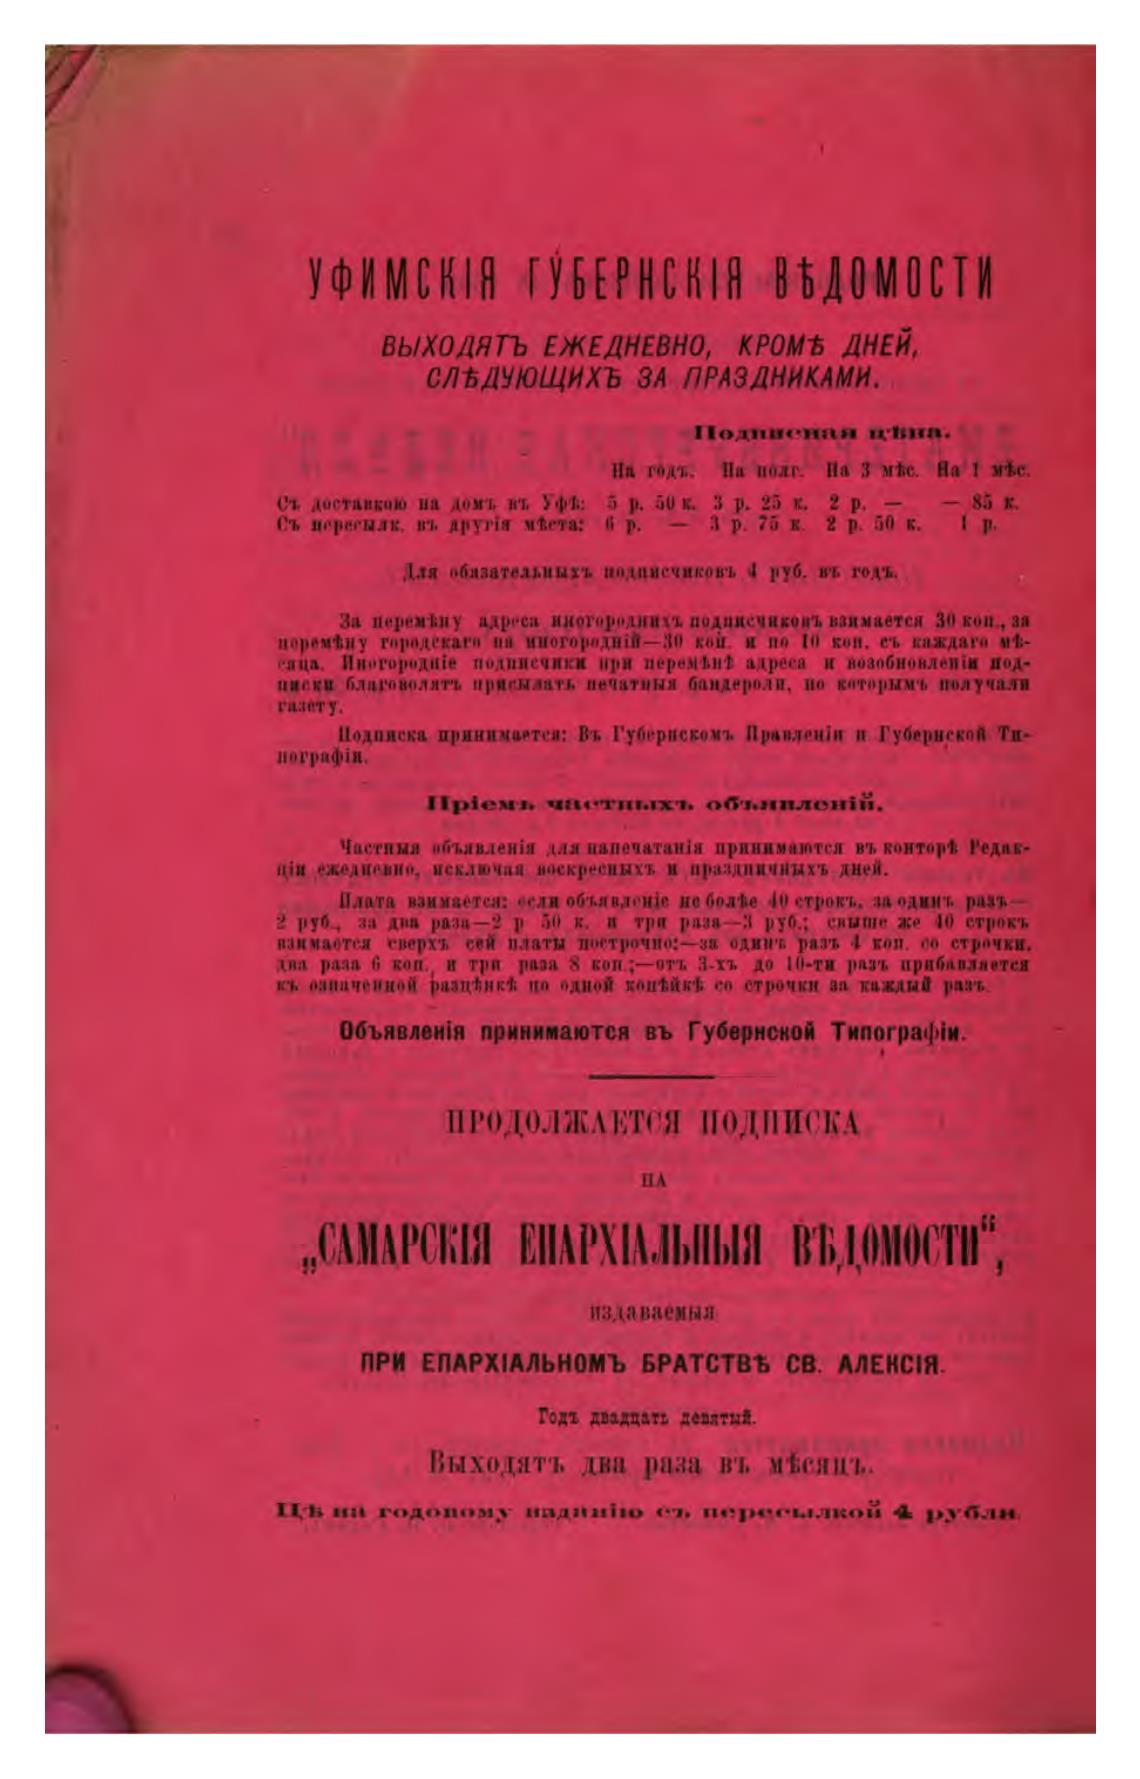 УФИМСКІЯ ГУБЕРНСКІЯ ВѢДОМОСТИ
ВЫХОДЯТЪ ЕЖЕДНЕВНО, КРОМѢ ДНЕЙ,
СЛѢДУЮЩИХЪ ЗА ПРАЗДНИКАМИ.
Подписная цѣна.
На годъ. На полг. На 3 мѣс. На 1 мѣс.
Съ доставкою на домъ въ Уфѣ: 5 р. 50 к. 3 р. 25 к. 2 р. — — 85 к.
Съ пересылк. въ другія мѣста: 6 р. — 3 р. 75 к. 2 р. 50 к. 1 р.
Для обязательныхъ подписчиковъ 4 руб. въ годъ.
За перемѣну адреса иногороднихъ подписчиковъ взимается 30 коп., за
перемѣну городскаго на иногородній—30 коп. и по 10 коп. съ каждаго мѣ-
сяца. Иногородніе подписчики при перемѣнѣ адреса и возобновленіи под-
писки благоволятъ присылать печатныя бандероли, по которымъ получали
газету.
Подписка принимается: Въ Губернскомъ Правленіи и Губернской Ти-
пографіи.
Пріемъ частныхъ объявленій.
Частныя объявленія для напечатанія принимаются въ конторѣ Редак-
ціи ежедневно, исключая воскресныхъ и праздничныхъ дней.
Плата взимается: если объявленіе не болѣе 40 строкъ, за одинъ разъ—
2 руб., за два раза—2 р 50 к. и три раза—3 руб.; свыше же 40 строкъ
взимается сверхъ сей платы построчно:—за одинъ разъ 4 коп. со строчки,
два раза 6 коп. и три раза 8 коп.;—отъ 3-хъ до 10-ти разъ прибавляется
къ означенной разцѣнкѣ по одной копѣйкѣ со строчки за каждый разъ.
Объявленія принимаются въ Губернской Типографіи.
ПРОДОЛЖАЕТСЯ ПОДПИСКА
НА
„САМАРСКІЯ ЕПАРХІАЛЬНЫЯ ВѢДОМОСТИ“,
издаваемыя
ПРИ ЕПАРХІАЛЬНОМЪ БРАТСТВѢ СВ. АЛЕКСІЯ.
Годъ двадцать девятый.
Выходятъ два раза въ мѣсяцъ.
Цѣна годовому изданію съ пересылкой 4 рубли.